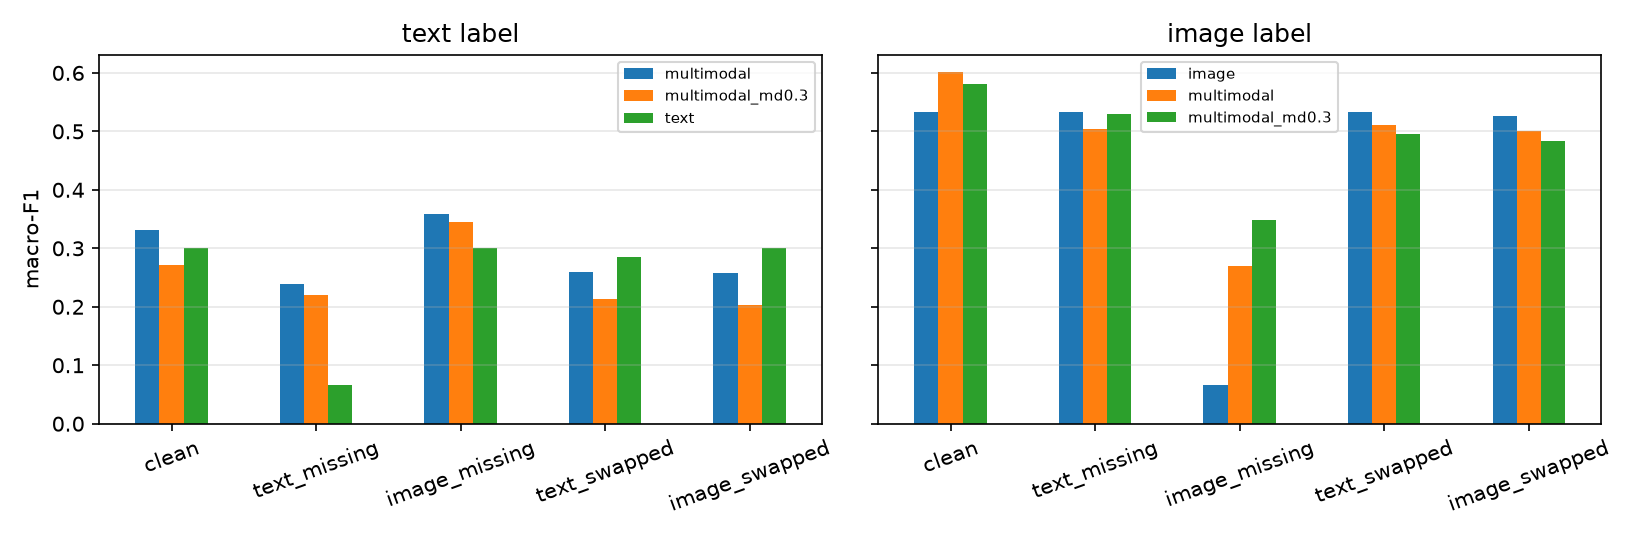 text label
image label
multimodal
multimodal_md0.3
text
image
multimodal
multimodal_md0.3
macro-F1
0.6
0.5
0.4
0.3
0.2
0.1
0.0
clean
text_missing
image_missing
text_swapped
image_swapped
clean
text_missing
image_missing
text_swapped
image_swapped